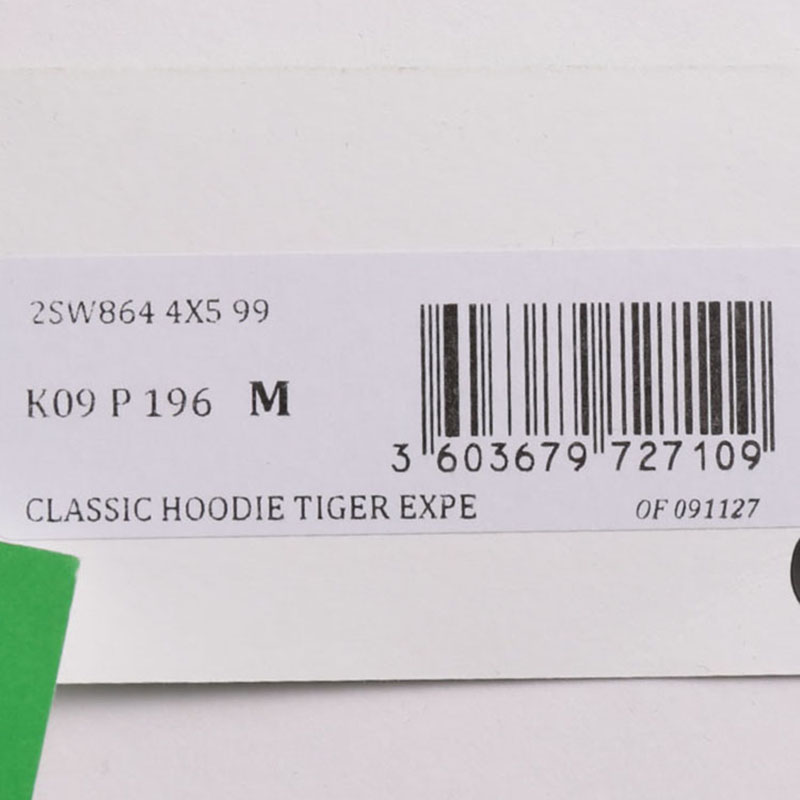 2SW864 4X5 99
K09 P 196 M
3 603679 727109
CLASSIC HOODIE TIGER EXPE
OF 091127